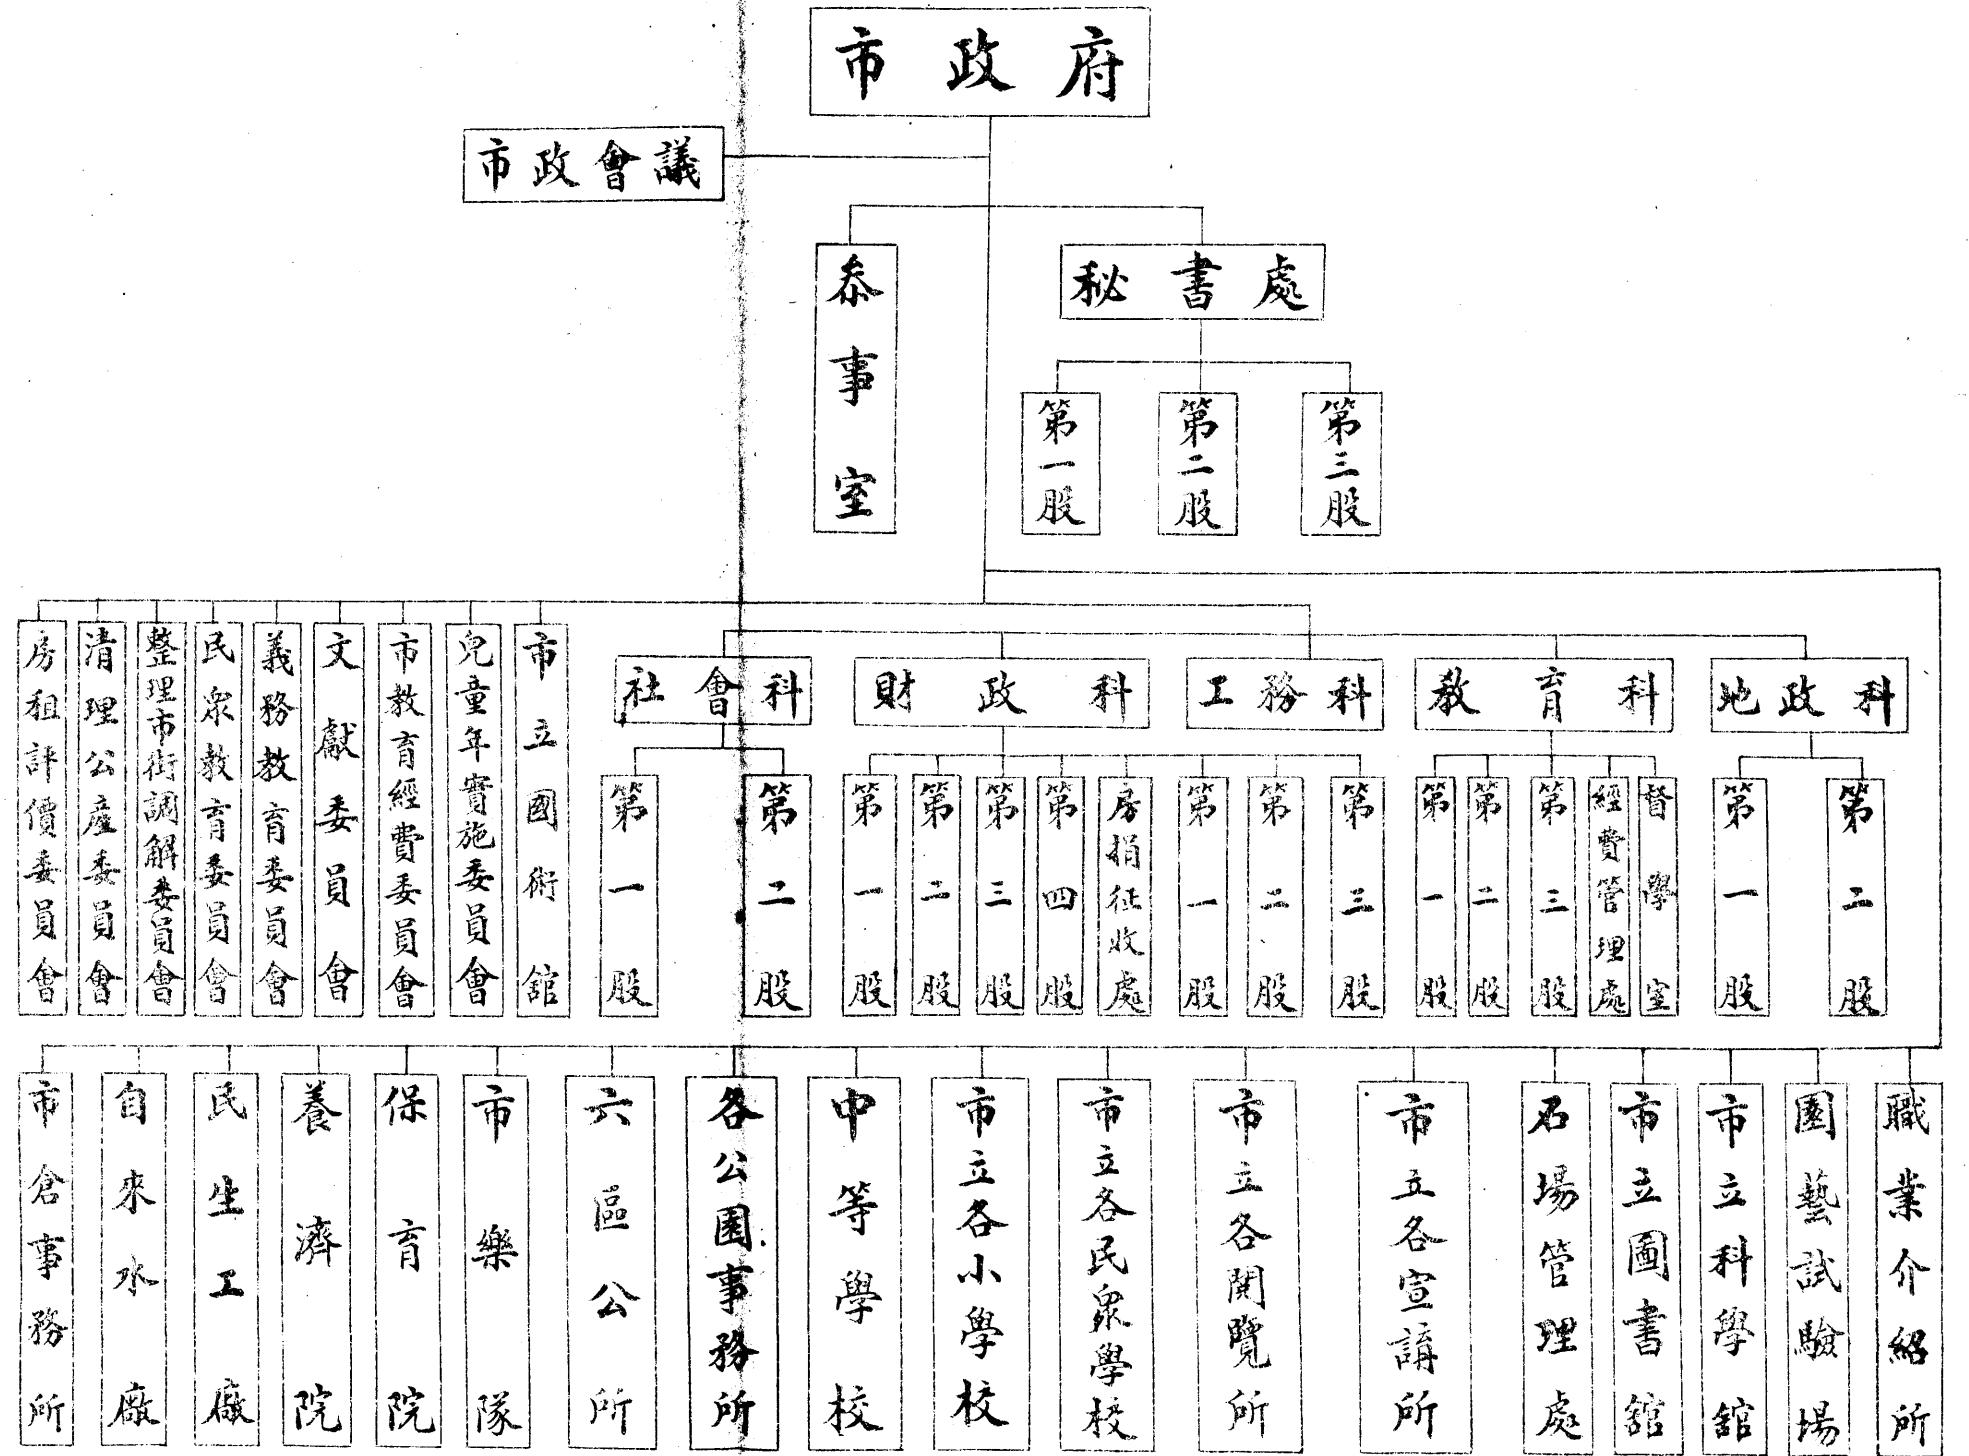 市政府
市政會議
叅事室
秘書處
第一股
第二股
第三股
房租評價委員會
清理公產委員會
整理市街調解委員會
民衆教育委員會
義務教育委員會
文獻委員會
市教育經費委員會
兒童年實施委員會
市立國術館
社會科
財政科
工務科
教育科
地政科
第一股
第二股
第一股
第二股
第三股
第四股
房捐征收處
第一股
第二股
第三股
第一股
第二股
第三股
經費管理處
督學室
第一股
第二股
市倉事務所
自來水廠
民生工廠
養濟院
保育院
市樂隊
六區公所
各公園事務所
中等學校
市立各小學校
市立各民衆學校
市立各閱覽所
市立各宣講所
石場管理處
市立圖書舘
市立科學舘
園藝試驗場
職業介紹所